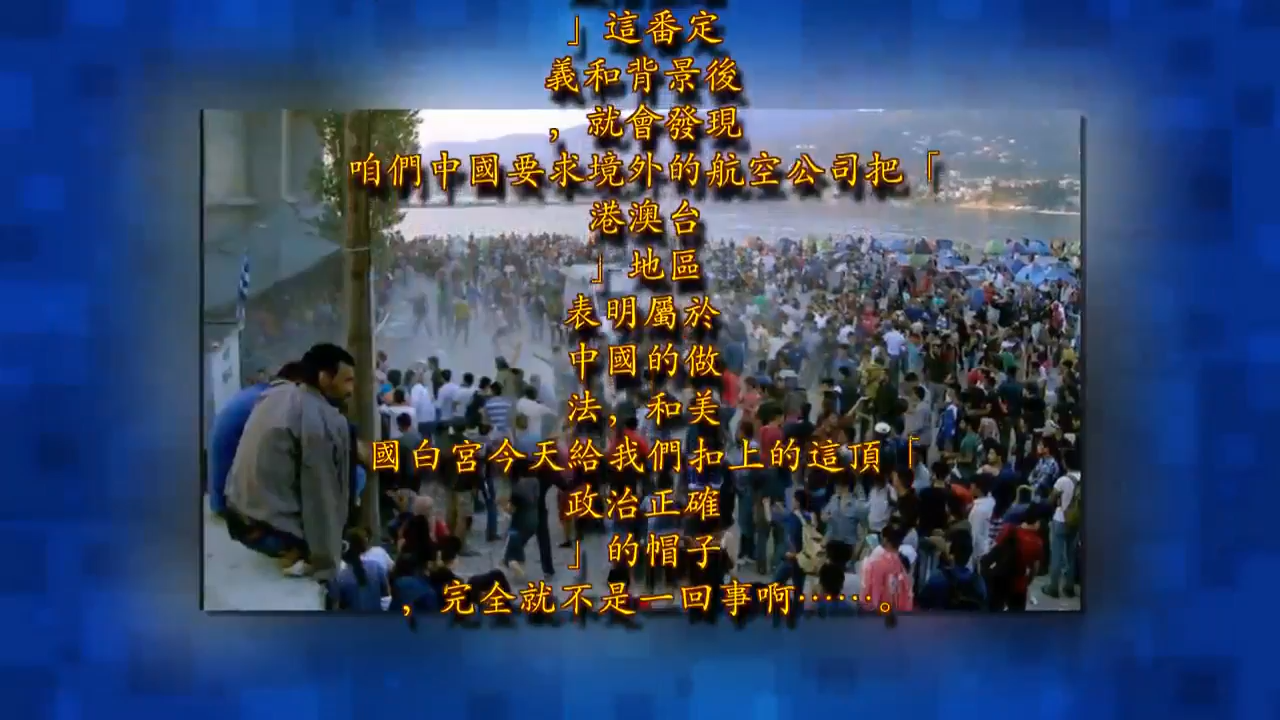 」這番定
義和背景後
，就會發現
咱們中國要求境外的航空公司把「
港澳台
」地區
表明屬於
中國的做
法，和美
國白宮今天給我們扣上的這頂「
政治正確
」的帽子
，完全就不是一回事啊……。